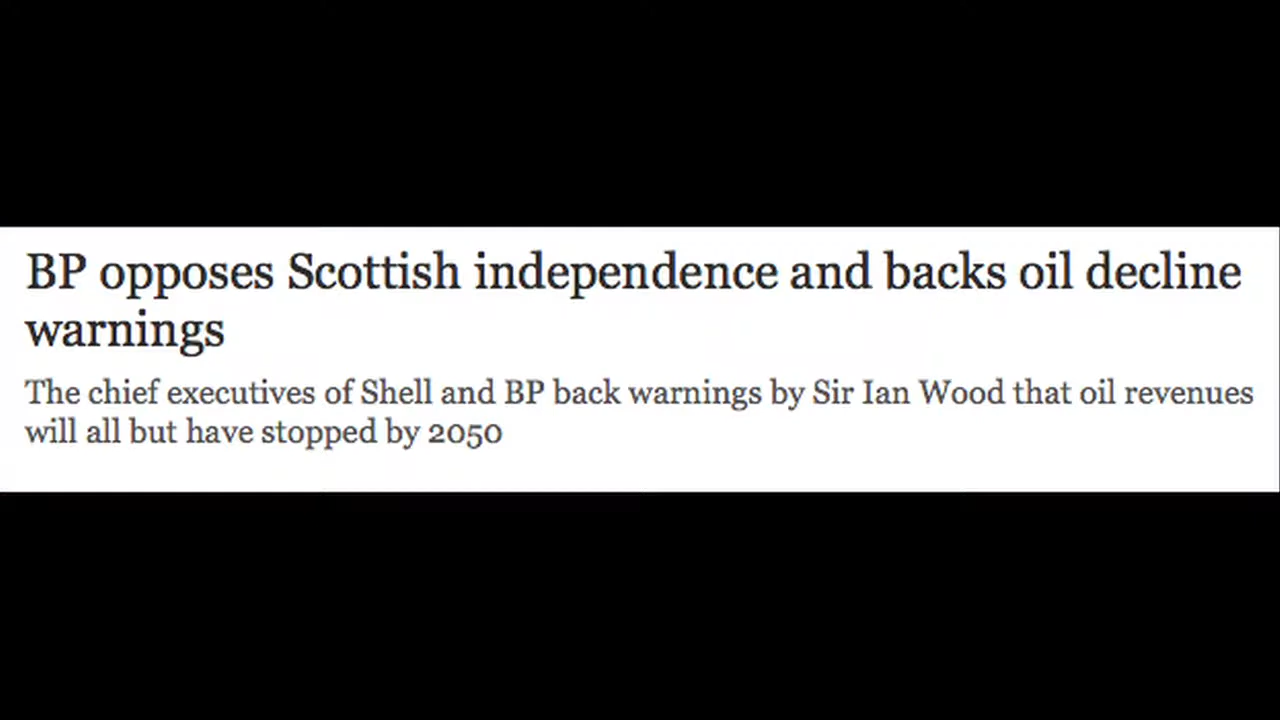 BP opposes Scottish independence and backs oil decline
warnings
The chief executives of Shell and BP back warnings by Sir Ian Wood that oil revenues
will all but have stopped by 2050